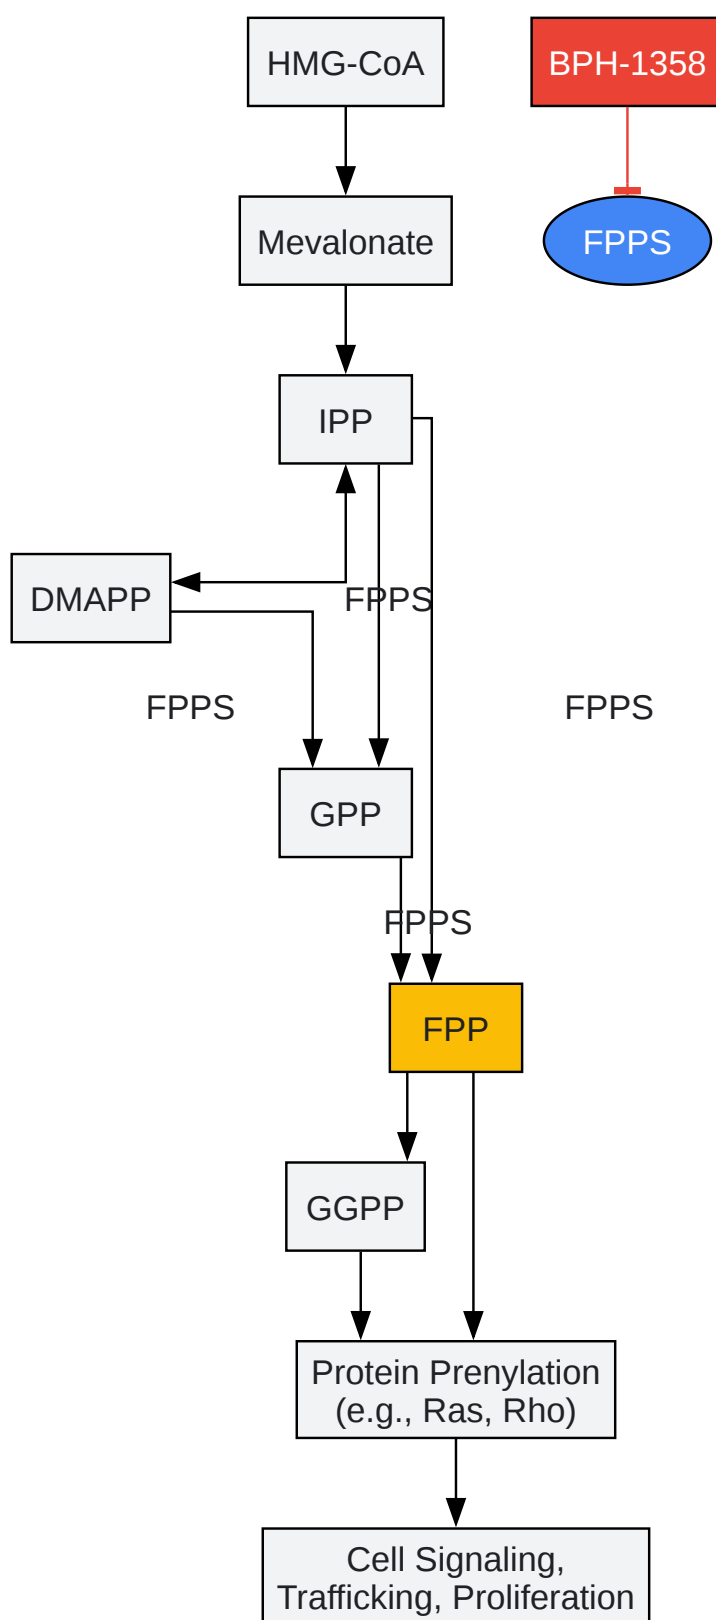 HMG-CoA
BPH-1358
Mevalonate
FPPS
IPP
DMAPP
FPPS
FPPS
FPPS
GPP
FPPS
FPP
GGPP
Protein Prenylation
(e.g., Ras, Rho)
Cell Signaling,
Trafficking, Proliferation